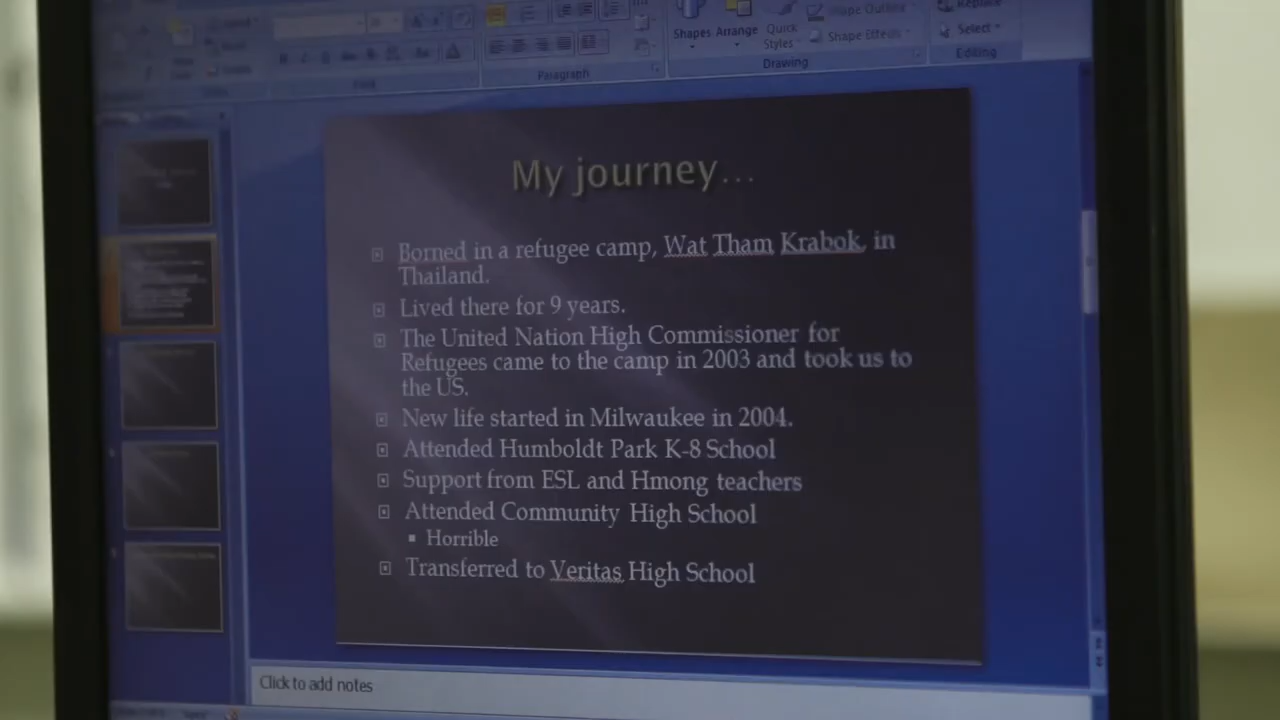 Shapes Arrange Quick Styles
Shape Outline
Shape Effects
Replace
Select
Paragraph
Drawing
Editing
My journey...
Borned in a refugee camp, Wat Tham Krabok, in
Thailand.
Lived there for 9 years.
The United Nation High Commissioner for
Refugees came to the camp in 2003 and took us to
the US.
New life started in Milwaukee in 2004.
Attended Humboldt Park K-8 School
Support from ESL and Hmong teachers
Attended Community High School
Horrible
Transferred to Veritas High School
Click to add notes